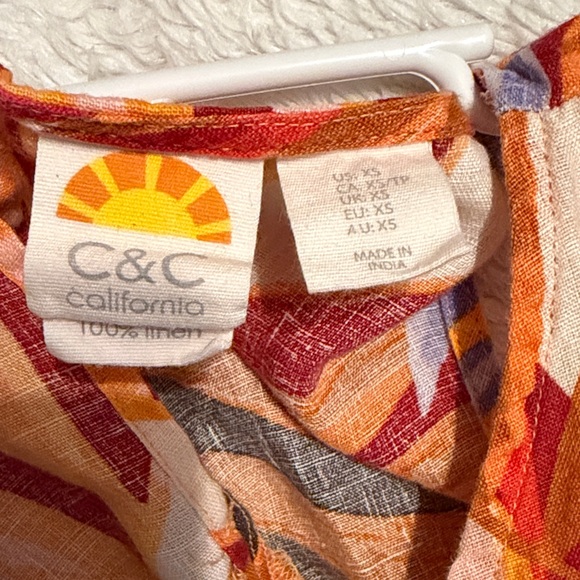 C&C
california
100% linen
US: XS
CA: XS/TP
UK: XS
EU: XS
AU: XS
MADE IN
INDIA